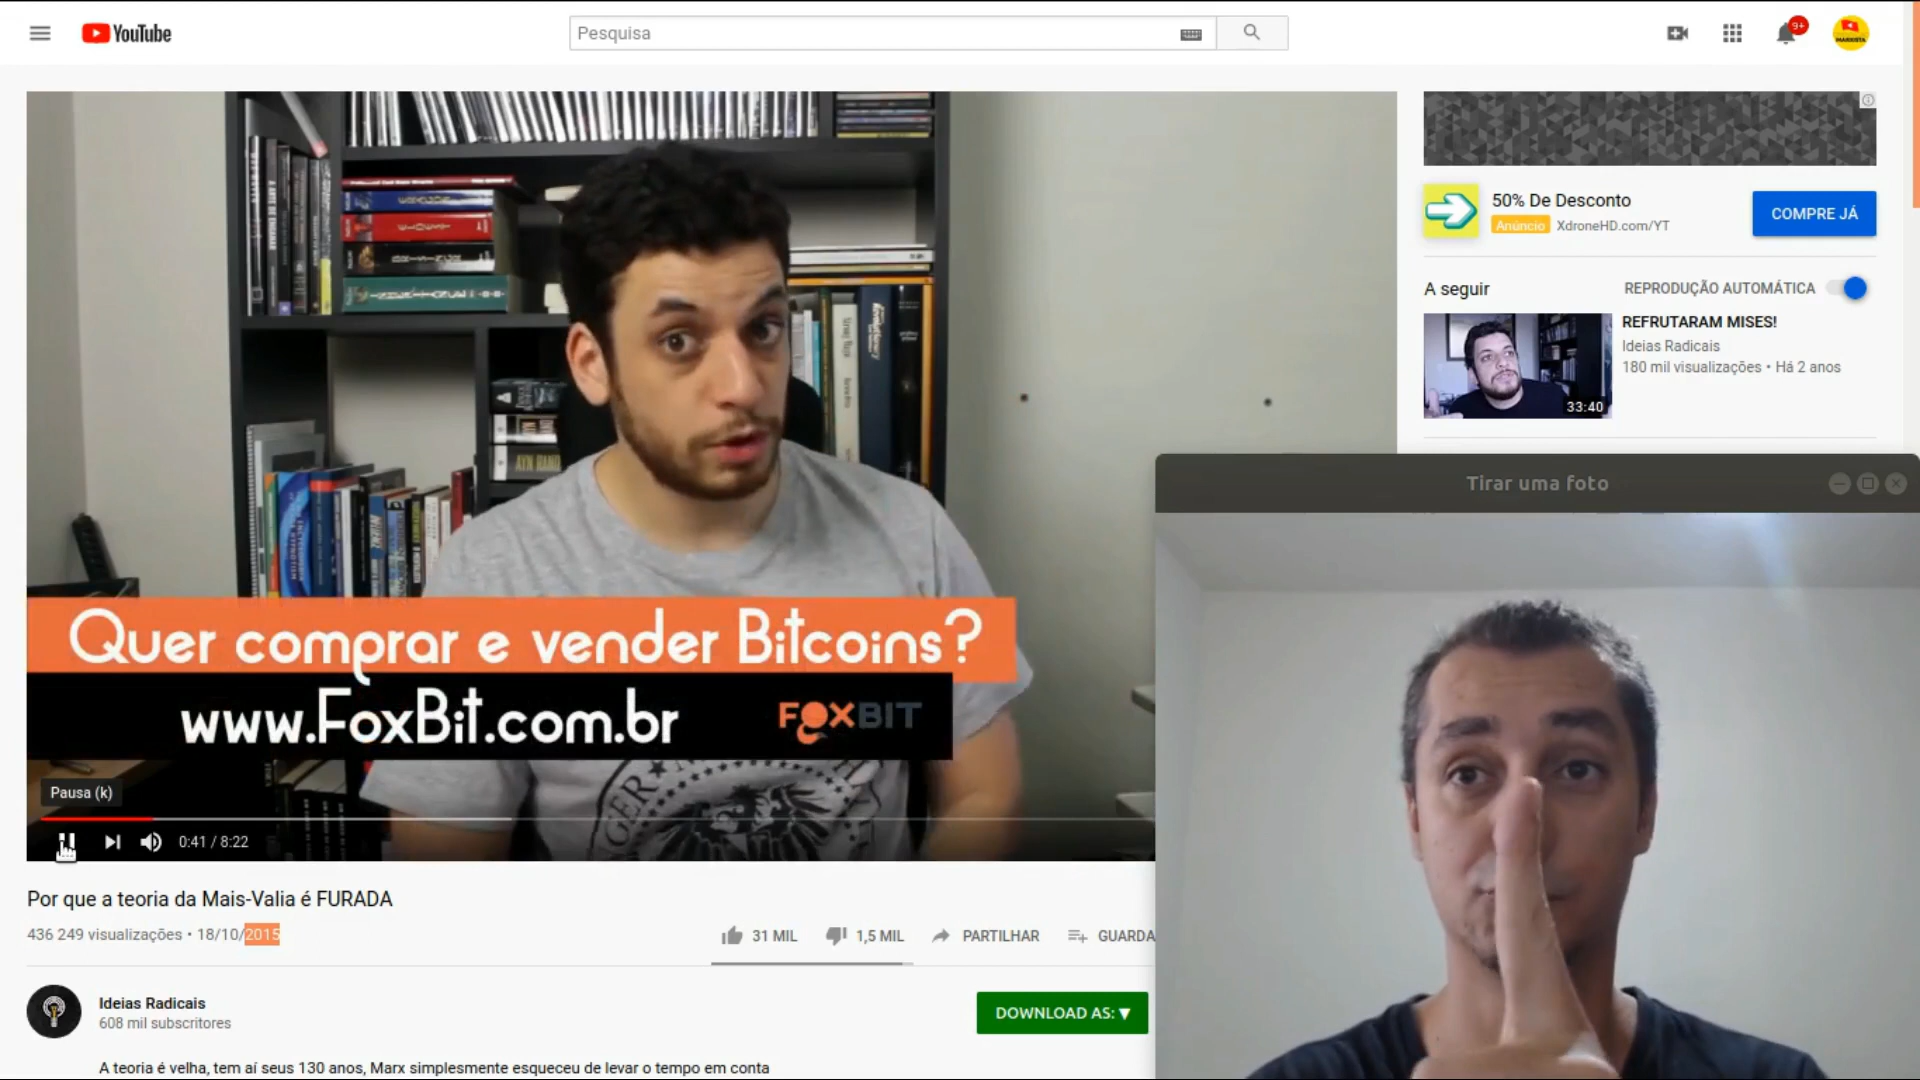 YouTube
Pesquisa
9+
50% De Desconto
Anúncio XdroneHD.com/YT
COMPRE JÁ
A seguir
REPRODUÇÃO AUTOMÁTICA
REFRUTARAM MISES!
Ideias Radicais
180 mil visualizações • Há 2 anos
33:40
Tirar uma foto
AYN RAND
Quer comprar e vender Bitcoins?
www.FoxBit.com.br
FOXBIT
Pausa (k)
0:41 / 8:22
Por que a teoria da Mais-Valia é FURADA
436 249 visualizações • 18/10/2015
31 MIL
1,5 MIL
PARTILHAR
GUARDA
Ideias Radicais
608 mil subscritores
DOWNLOAD AS: ▼
A teoria é velha, tem aí seus 130 anos, Marx simplesmente esqueceu de levar o tempo em conta